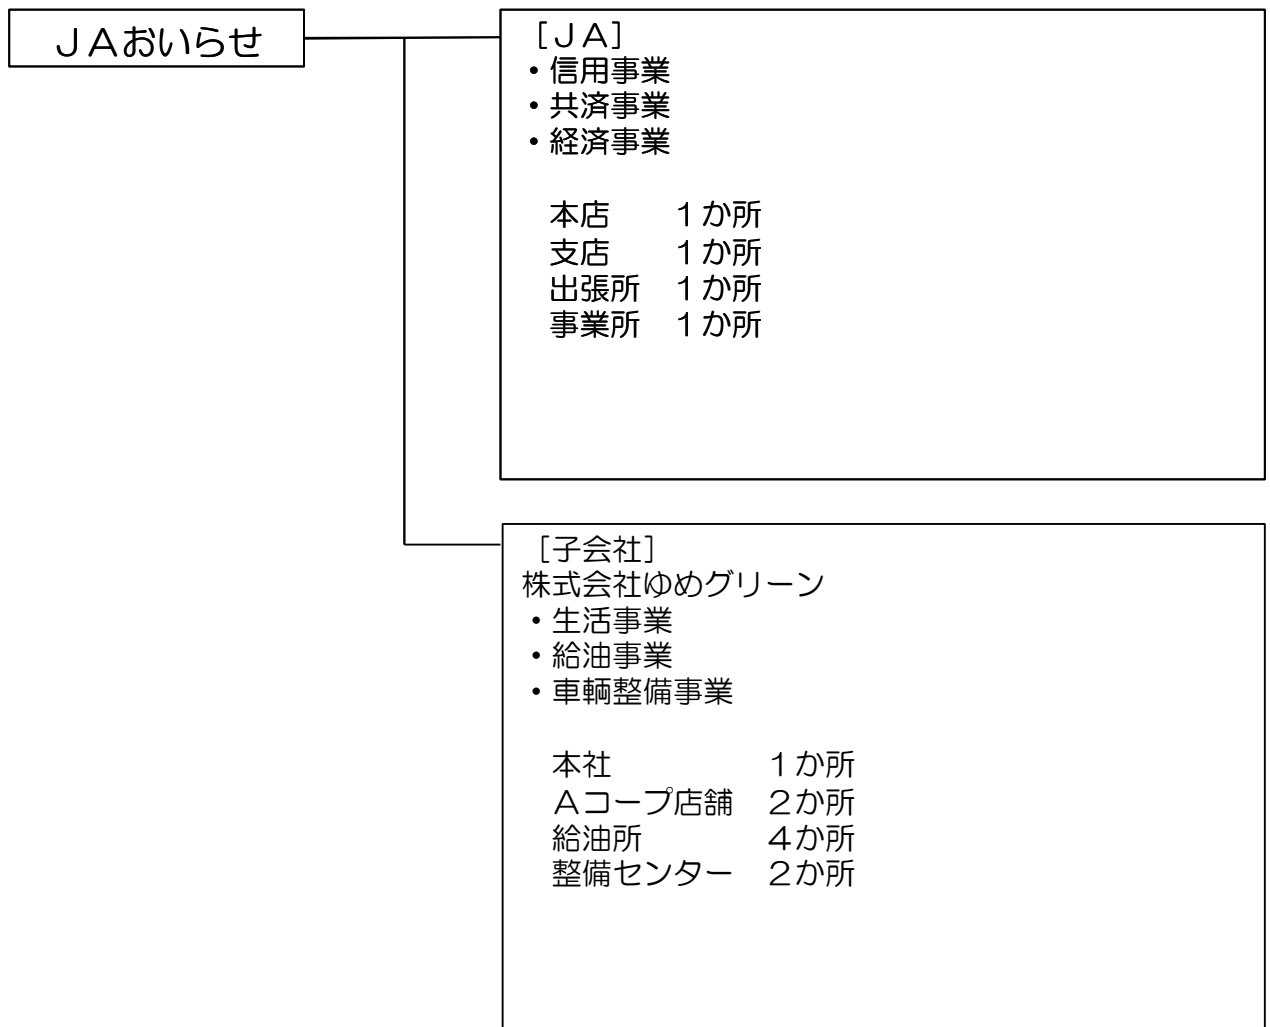 ＪＡおいらせ
［ＪＡ］
・信用事業
・共済事業
・経済事業
本店　　１か所
支店　　１か所
出張所　１か所
事業所　１か所
［子会社］
株式会社ゆめグリーン
・生活事業
・給油事業
・車輌整備事業
本社　　　　　１か所
Ａコープ店舗　２か所
給油所　　　　４か所
整備センター　２か所